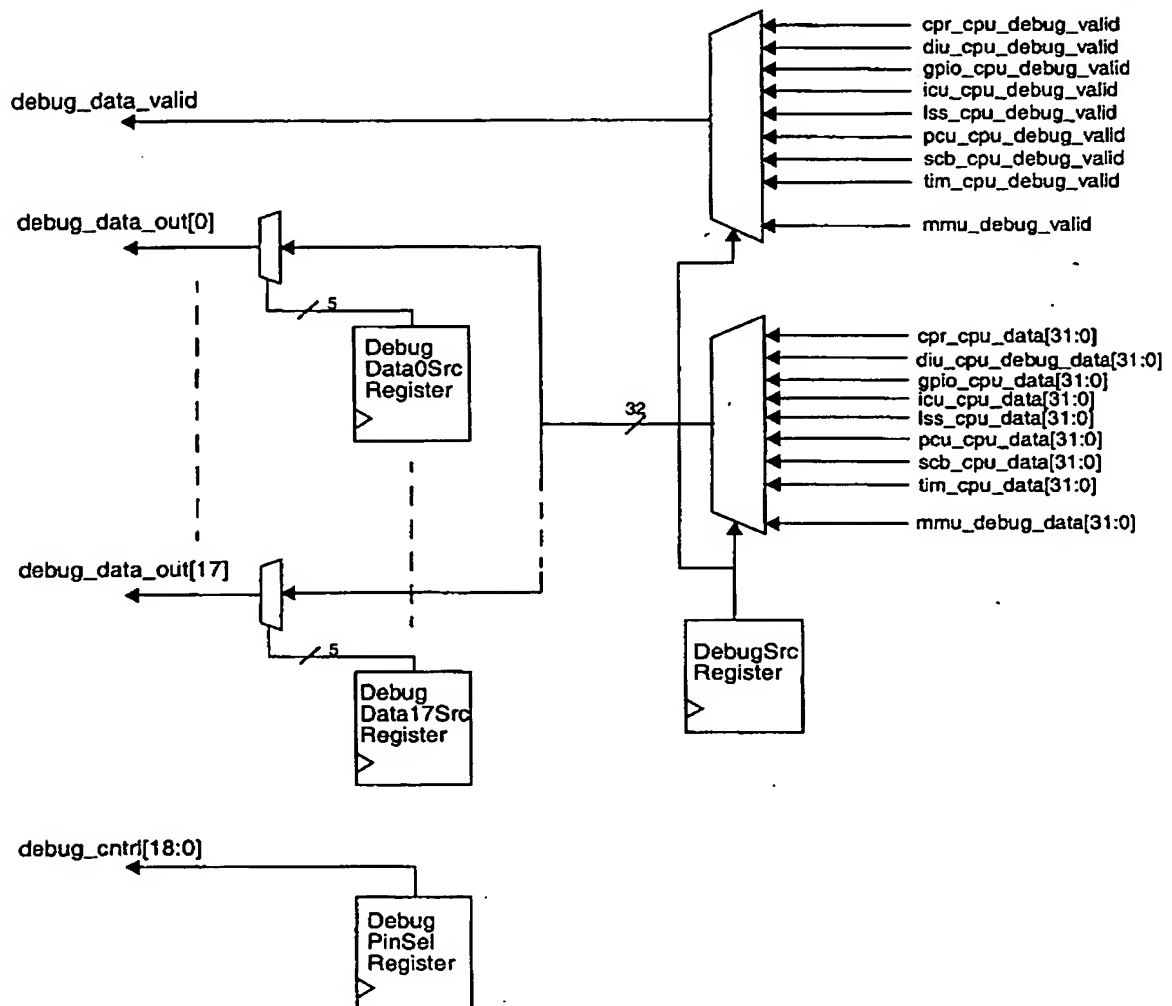 cpr_cpu_debug_valid
diu_cpu_debug_valid
gpio_cpu_debug_valid
icu_cpu_debug_valid
lss_cpu_debug_valid
pcu_cpu_debug_valid
scb_cpu_debug_valid
tim_cpu_debug_valid
mmu_debug_valid
debug_data_valid
debug_data_out[0]
5
Debug
Data0Src
Register
32
cpr_cpu_data[31:0]
diu_cpu_debug_data[31:0]
gpio_cpu_data[31:0]
icu_cpu_data[31:0]
lss_cpu_data[31:0]
pcu_cpu_data[31:0]
scb_cpu_data[31:0]
tim_cpu_data[31:0]
mmu_debug_data[31:0]
debug_data_out[17]
5
Debug
Data17Src
Register
DebugSrc
Register
debug_cntrl[18:0]
Debug
PinSel
Register